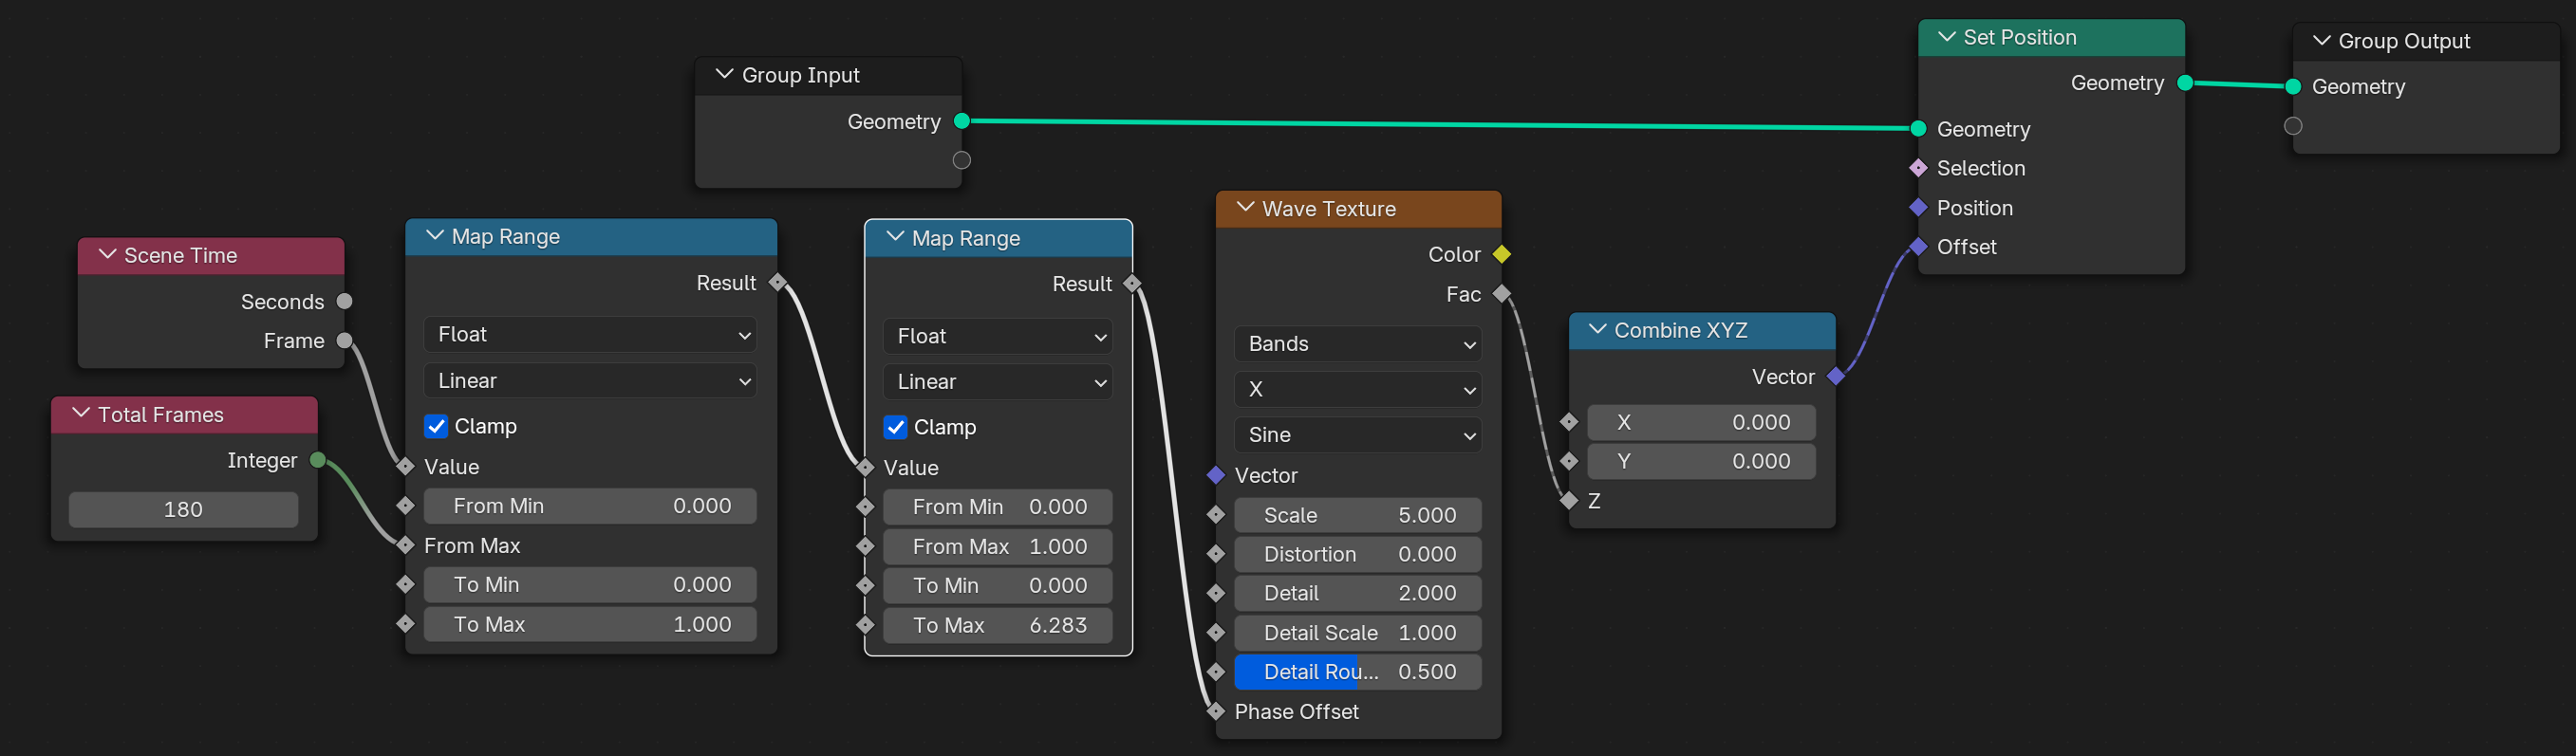 Group Input
Geometry
Set Position
Geometry
Geometry
Selection
Position
Offset
Group Output
Geometry
Scene Time
Seconds
Frame
Total Frames
Integer
180
Map Range
Result
Float
Linear
Clamp
Value
From Min 0.000
From Max
To Min 0.000
To Max 1.000
Map Range
Result
Float
Linear
Clamp
Value
From Min 0.000
From Max 1.000
To Min 0.000
To Max 6.283
Wave Texture
Color
Fac
Bands
X
Sine
Vector
Scale 5.000
Distortion 0.000
Detail 2.000
Detail Scale 1.000
Detail Rou... 0.500
Phase Offset
Combine XYZ
Vector
X 0.000
Y 0.000
Z